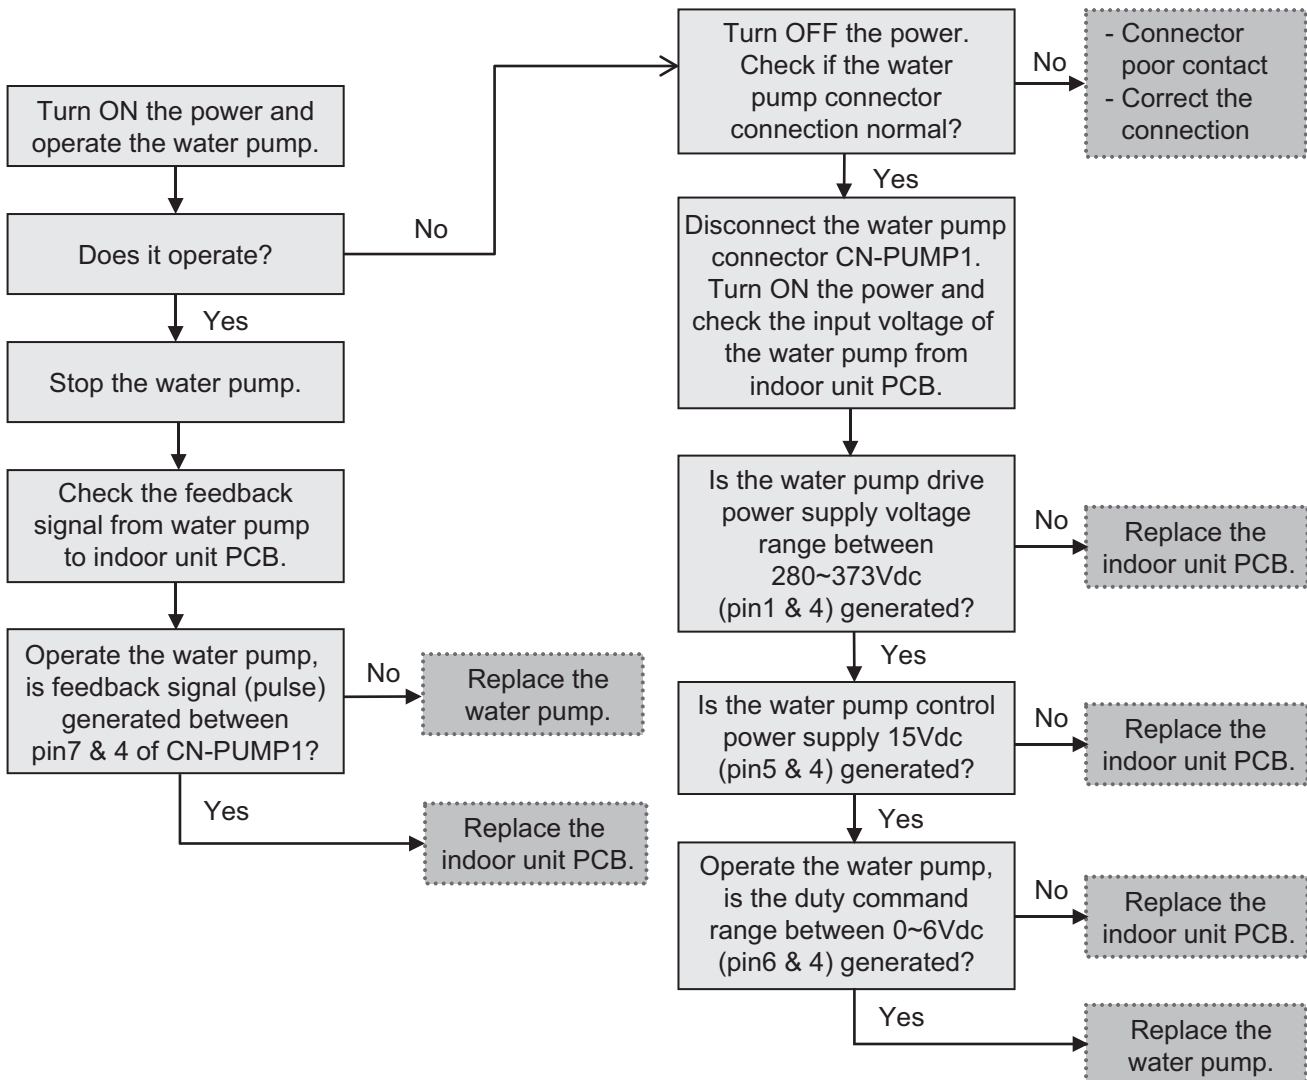 Turn ON the power and
operate the water pump.
Does it operate?
No
Yes
Stop the water pump.
Check the feedback
signal from water pump
to indoor unit PCB.
Operate the water pump,
is feedback signal (pulse)
generated between
pin7 & 4 of CN-PUMP1?
No
Replace the
water pump.
Yes
Replace the
indoor unit PCB.
Turn OFF the power.
Check if the water
pump connector
connection normal?
No
- Connector
poor contact
- Correct the
connection
Yes
Disconnect the water pump
connector CN-PUMP1.
Turn ON the power and
check the input voltage of
the water pump from
indoor unit PCB.
Is the water pump drive
power supply voltage
range between
280~373Vdc
(pin1 & 4) generated?
No
Replace the
indoor unit PCB.
Yes
Is the water pump control
power supply 15Vdc
(pin5 & 4) generated?
No
Replace the
indoor unit PCB.
Yes
Operate the water pump,
is the duty command
range between 0~6Vdc
(pin6 & 4) generated?
No
Replace the
indoor unit PCB.
Yes
Replace the
water pump.